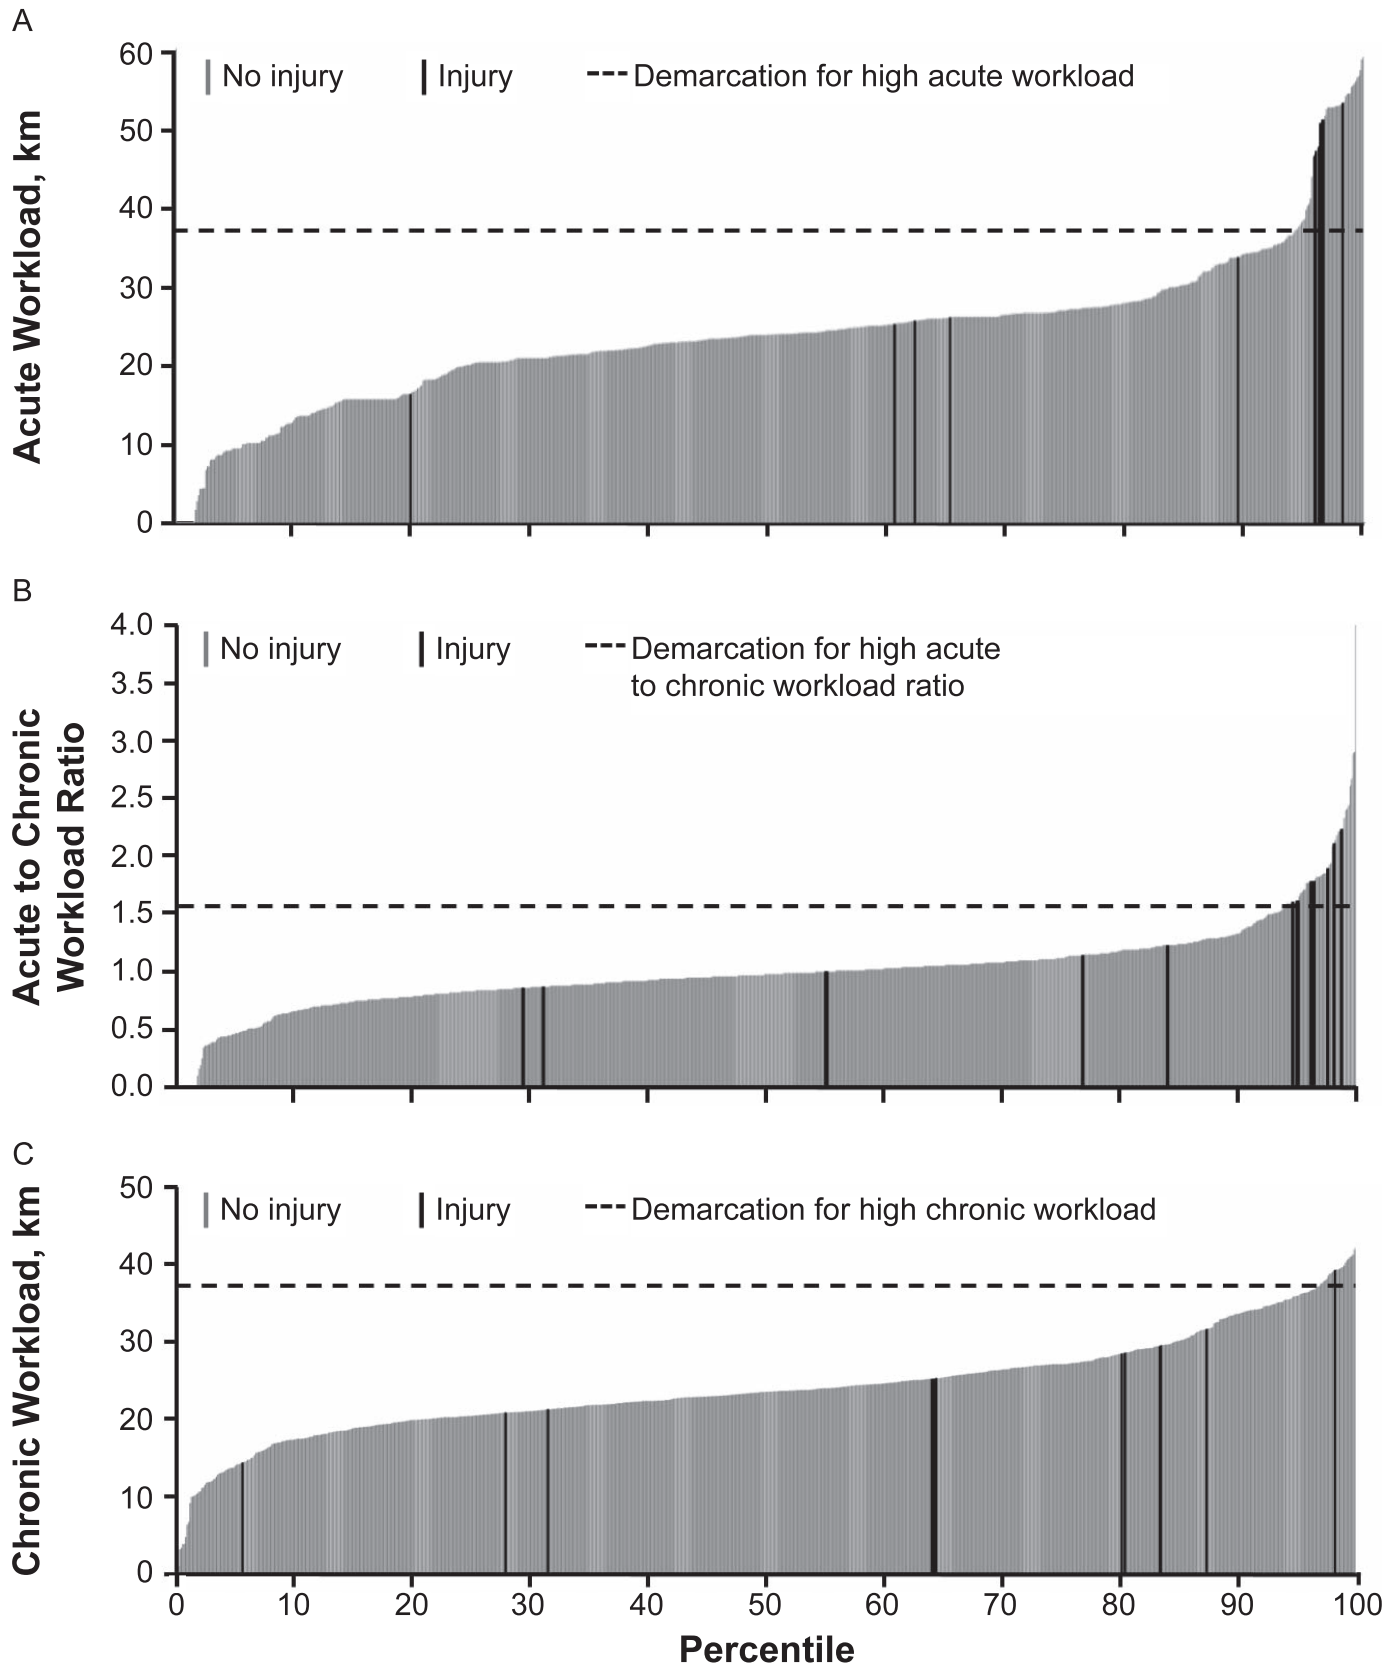 A
60
50
40
30
20
10
0
Acute Workload, km
No injury
Injury
Demarcation for high acute workload
B
4.0
3.5
3.0
2.5
2.0
1.5
1.0
0.5
0.0
Acute to Chronic
Workload Ratio
No injury
Injury
Demarcation for high acute
to chronic workload ratio
C
50
40
30
20
10
0
Chronic Workload, km
No injury
Injury
Demarcation for high chronic workload
0 10 20 30 40 50 60 70 80 90 100
Percentile